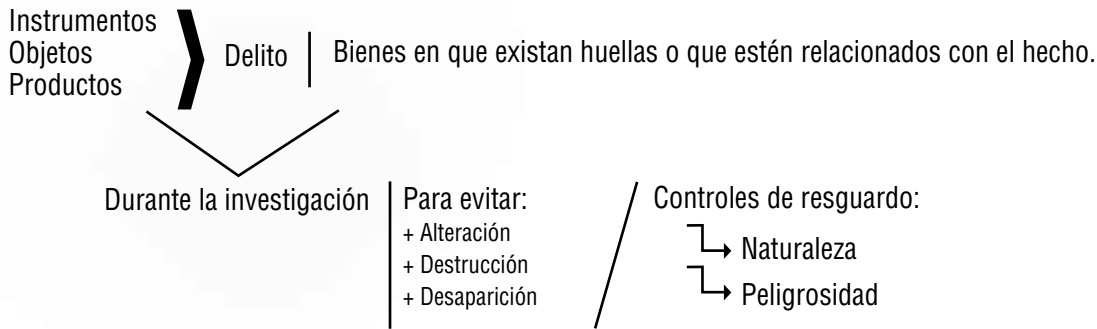 Instrumentos
Objetos
Productos
Delito
Bienes en que existan huellas o que estén relacionados con el hecho.
Durante la investigación
Para evitar:
+ Alteración
+ Destrucción
+ Desaparición
Controles de resguardo:
Naturaleza
Peligrosidad